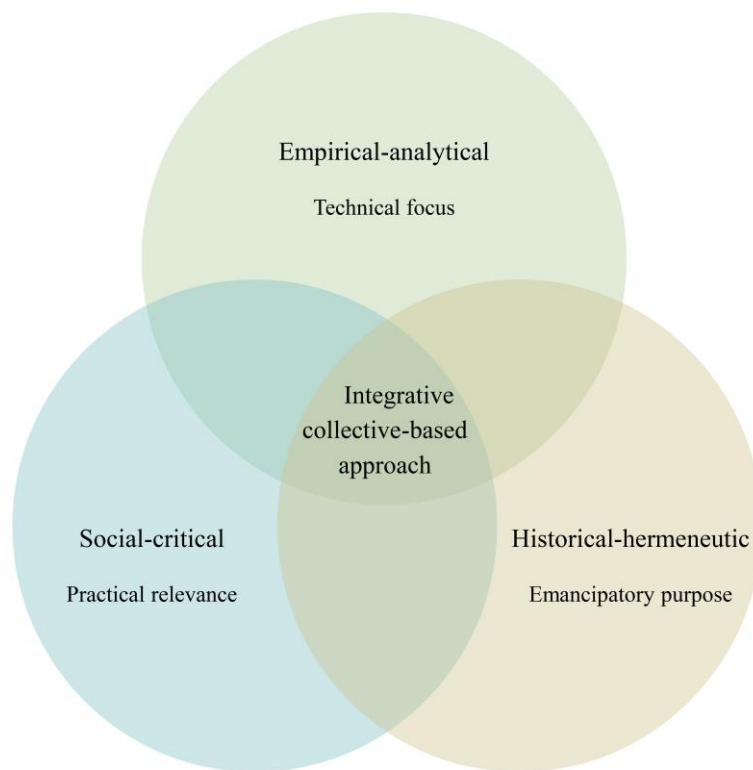 Empirical-analytical
Technical focus
Integrative
collective-based
approach
Social-critical
Practical relevance
Historical-hermeneutic
Emancipatory purpose